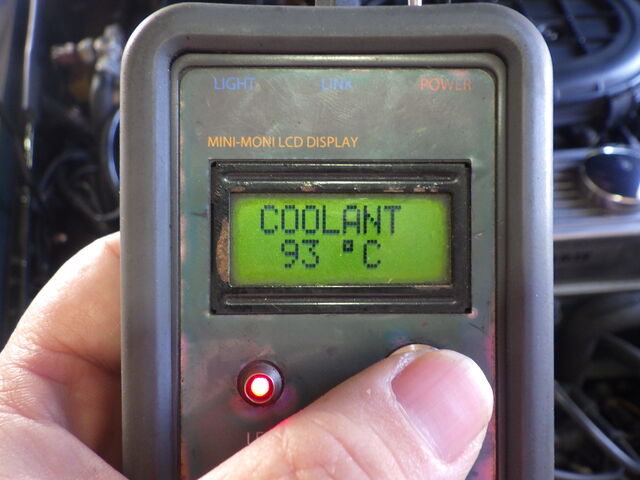 LIGHT LINK POWER
MINI-MONI LCD DISPLAY
COOLANT
93 °C